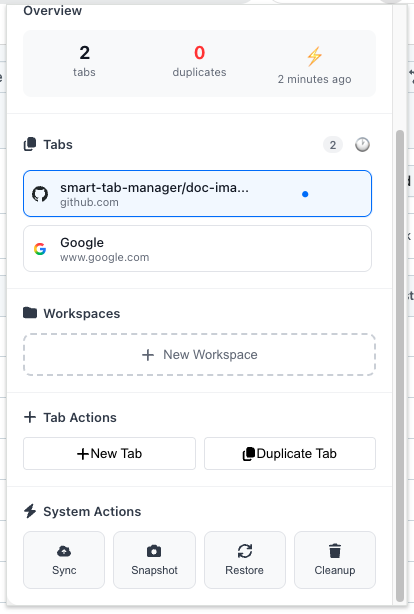 Overview
2
tabs
0
duplicates
2 minutes ago
Tabs
2
smart-tab-manager/doc-ima...
github.com
Google
www.google.com
Workspaces
New Workspace
Tab Actions
New Tab
Duplicate Tab
System Actions
Sync
Snapshot
Restore
Cleanup